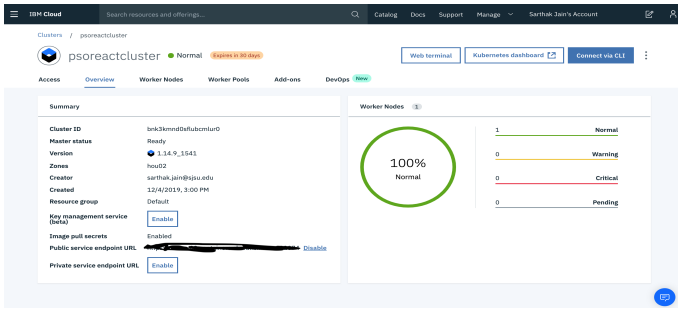 IBM Cloud
Search resources and offerings...
Catalog Docs Support Manage Sarthak Jain's Account
Clusters / psoreactcluster
psoreactcluster Normal Expires in 30 days
Web terminal Kubernetes dashboard Connect via CLI
Access Overview Worker Nodes Worker Pools Add-ons DevOps New
Summary
Cluster ID bnk3kmnd0sflubcmlur0
Master status Ready
Version 1.14.9_1541
Zones hou02
Creator sarthak.jain@sjsu.edu
Created 12/4/2019, 3:00 PM
Resource group Default
Key management service
(beta) Enable
Image pull secrets Enabled
Public service endpoint URL Disable
Private service endpoint URL Enable
Worker Nodes 1
100%
Normal
1 Normal
0 Warning
0 Critical
0 Pending